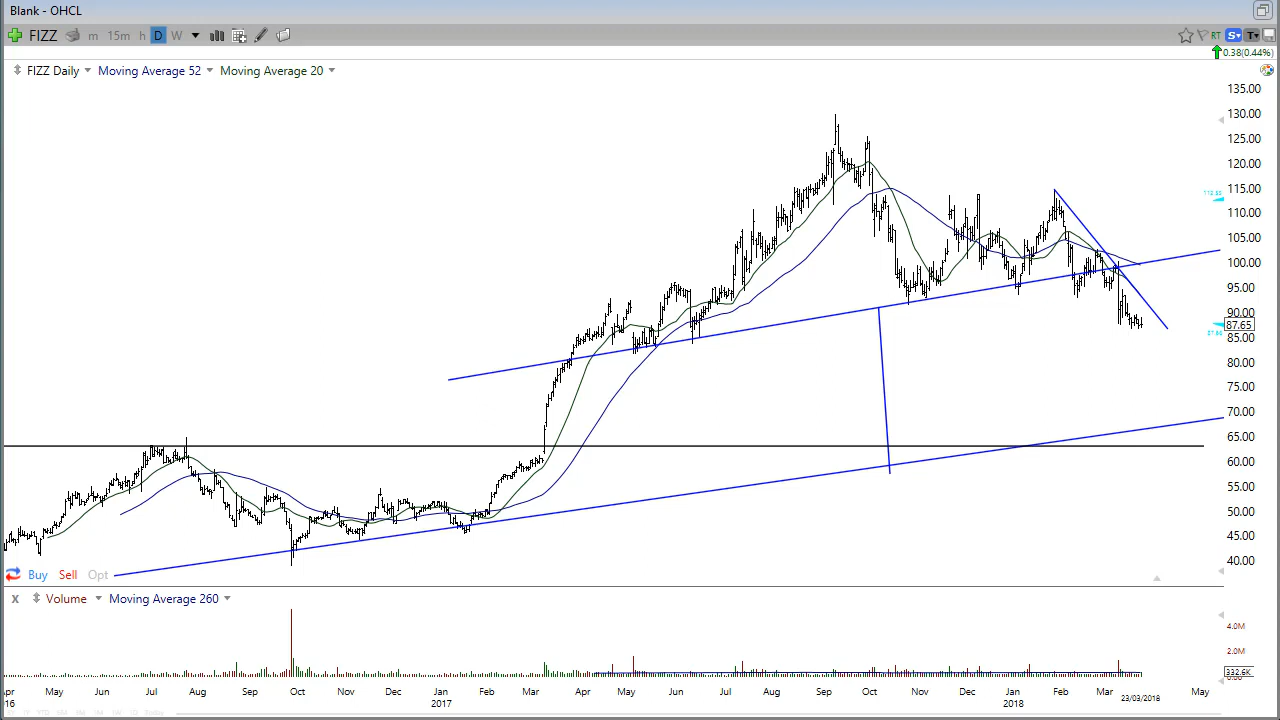 Blank - OHCL
FIZZ m 15m h D W RT S T
0.38(0.44%)
FIZZ Daily Moving Average 52 Moving Average 20
135.00
130.00
125.00
120.00
115.00
110.00
105.00
100.00
95.00
90.00
87.65
85.00
80.00
75.00
70.00
65.00
60.00
55.00
50.00
45.00
40.00
Buy Sell Opt
X Volume Moving Average 260
4.0M
2.0M
332.6K
Apr May Jun Jul Aug Sep Oct Nov Dec Jan Feb Mar Apr May Jun Jul Aug Sep Oct Nov Dec Jan Feb Mar 23/03/2018 May
16 2017 2018